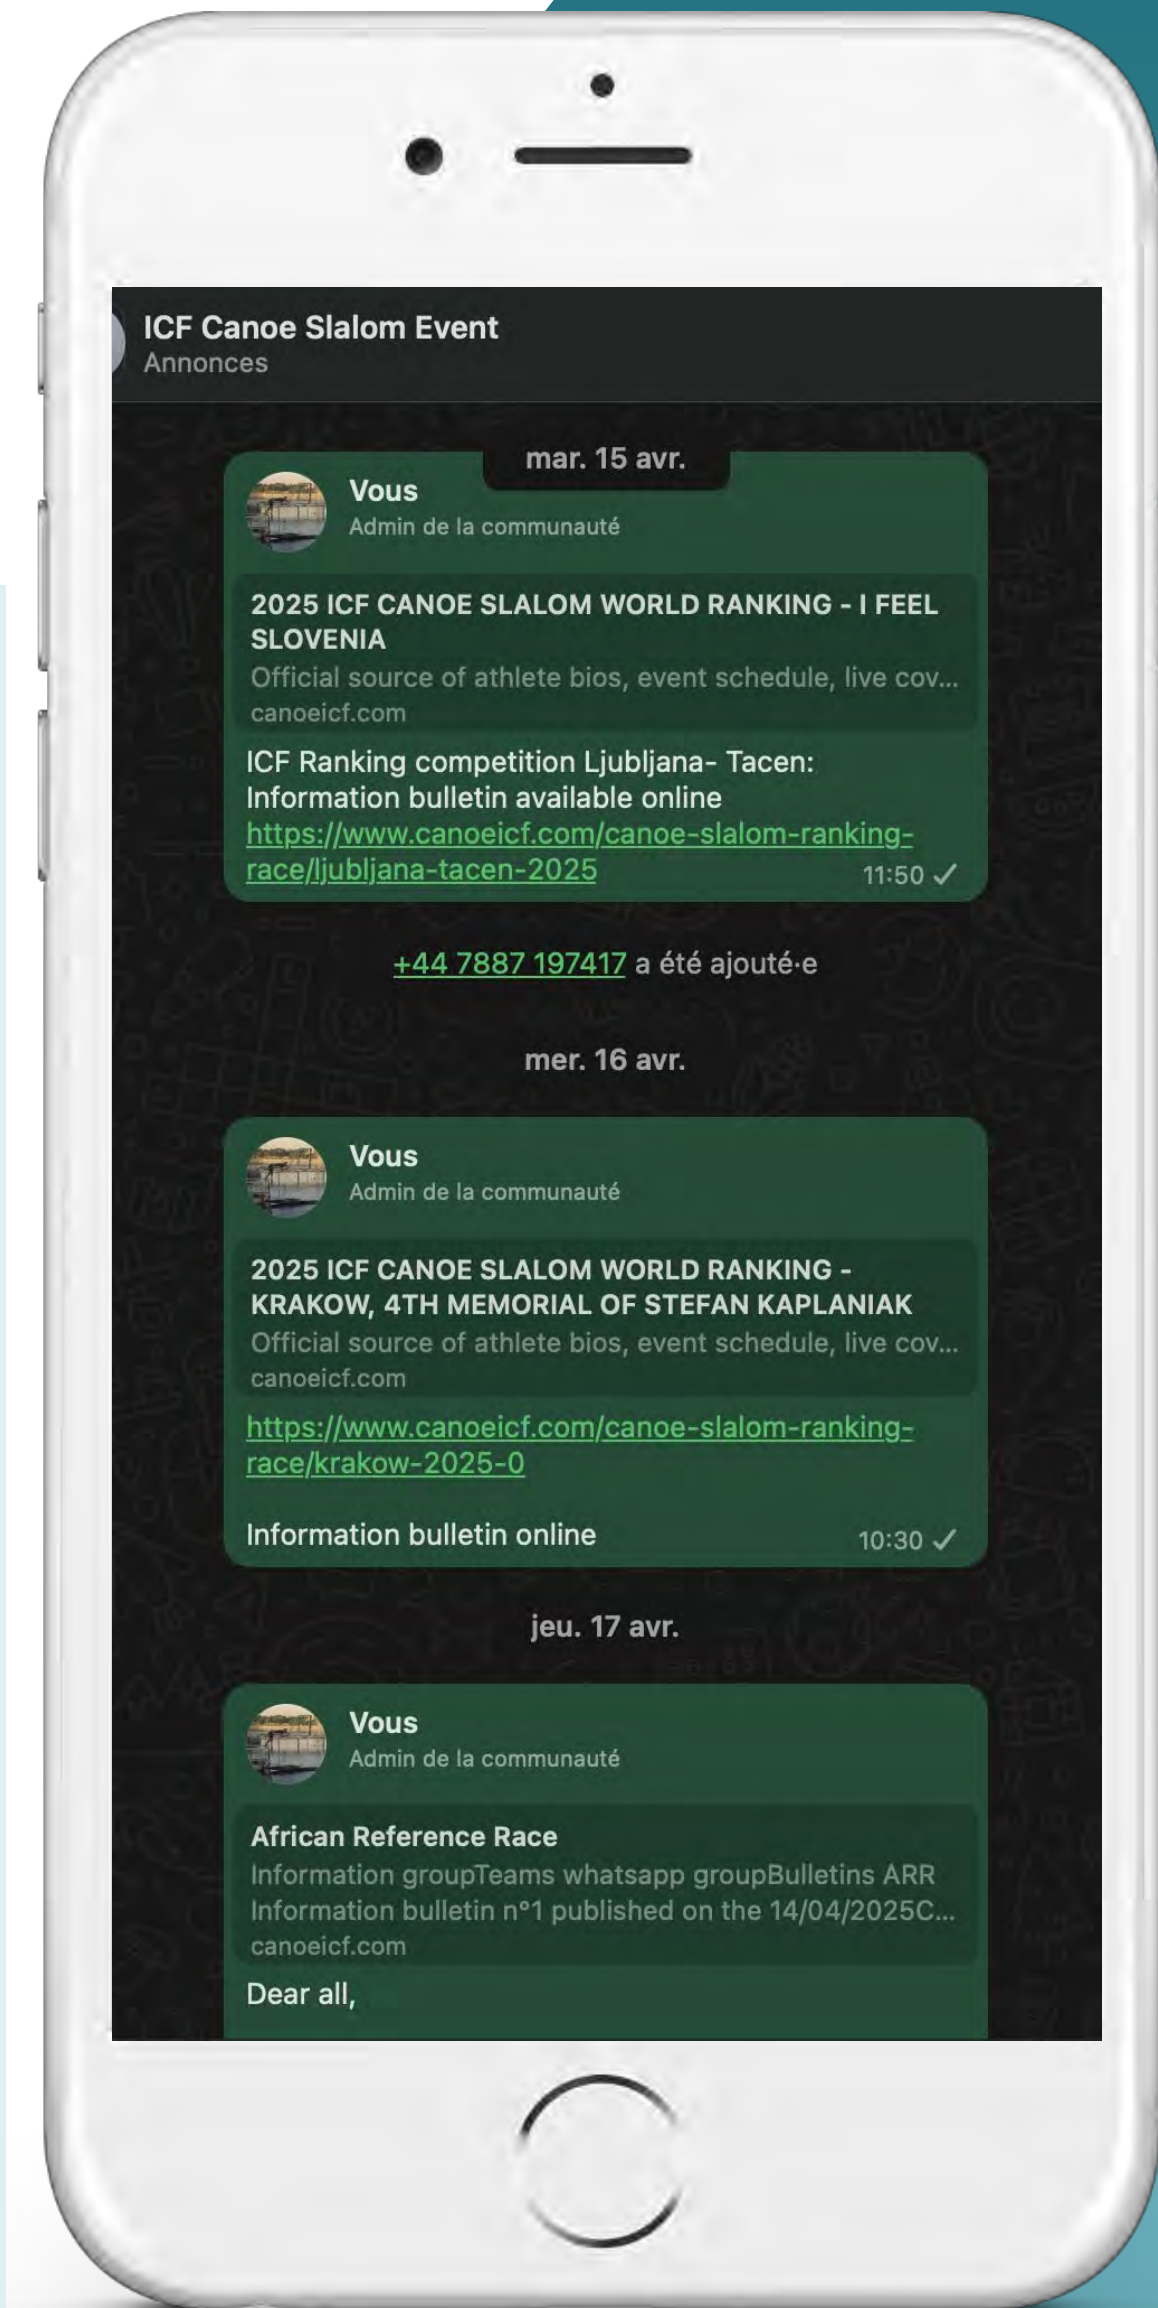 ICF Canoe Slalom Event
Annonces
mar. 15 avr.
Vous
Admin de la communauté
2025 ICF CANOE SLALOM WORLD RANKING - I FEEL
SLOVENIA
Official source of athlete bios, event schedule, live cov...
canoeicf.com
ICF Ranking competition Ljubljana- Tacen:
Information bulletin available online
https://www.canoeicf.com/canoe-slalom-ranking-
race/ljubljana-tacen-2025
11:50
+44 7887 197417 a été ajouté·e
mer. 16 avr.
Vous
Admin de la communauté
2025 ICF CANOE SLALOM WORLD RANKING -
KRAKOW, 4TH MEMORIAL OF STEFAN KAPLANIAK
Official source of athlete bios, event schedule, live cov...
canoeicf.com
https://www.canoeicf.com/canoe-slalom-ranking-
race/krakow-2025-0
Information bulletin online
10:30
jeu. 17 avr.
Vous
Admin de la communauté
African Reference Race
Information groupTeams whatsapp groupBulletins ARR
Information bulletin n°1 published on the 14/04/2025C...
canoeicf.com
Dear all,